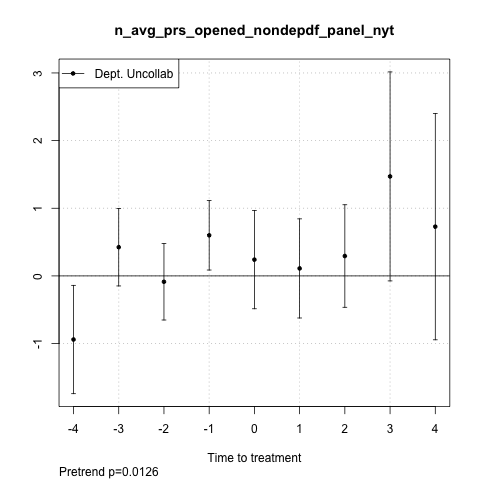 n_avg_prs_opened_nondepdf_panel_nyt
Dept. Uncollab
3
2
1
0
-1
-4 -3 -2 -1 0 1 2 3 4
Time to treatment
Pretrend p=0.0126